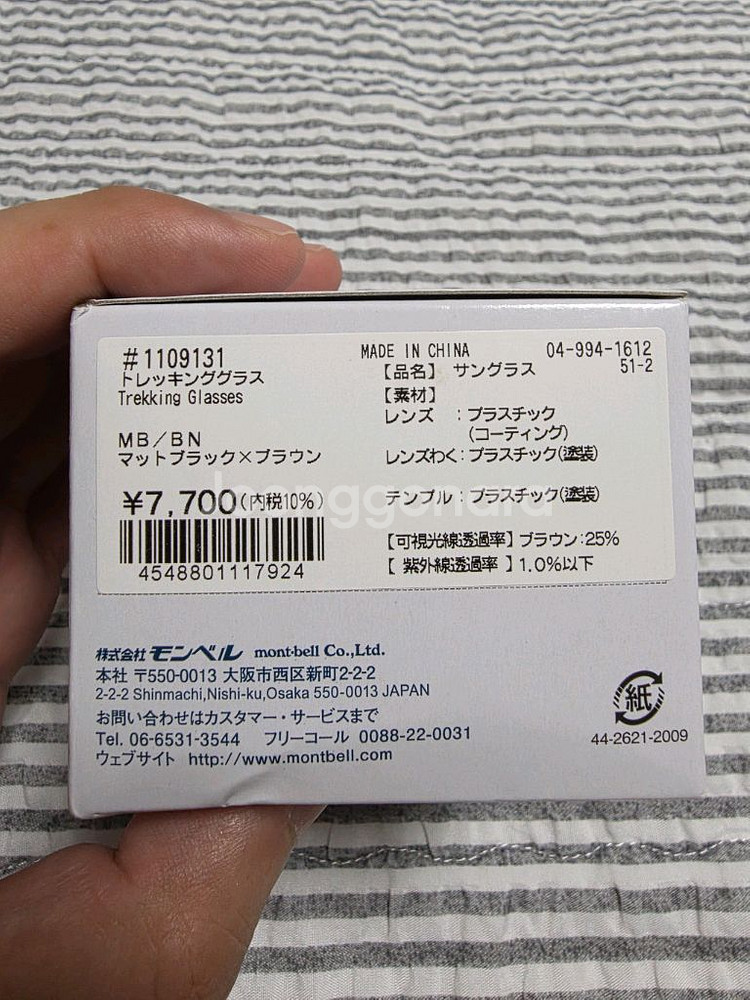 #1109131
トレッキンググラス
Trekking Glasses
MB/BN
マットブラック×ブラウン
¥7,700(内税10%)
4548801117924
MADE IN CHINA 04-994-1612
【品名】 サングラス 51-2
【素材】
レンズ :プラスチック
(コーティング)
レンズわく:プラスチック(塗装)
テンプル:プラスチック(塗装)
【可視光線透過率】ブラウン:25%
【 紫外線透過率 】1.0%以下
joonggonara
株式会社 モンベル mont-bell Co.,Ltd.
本社 〒550-0013 大阪市西区新町2-2-2
2-2-2 Shinmachi,Nishi-ku,Osaka 550-0013 JAPAN
お問い合わせはカスタマー・サービスまで
Tel. 06-6531-3544 フリーコール 0088-22-0031
ウェブサイト http://www.montbell.com
紙
44-2621-2009